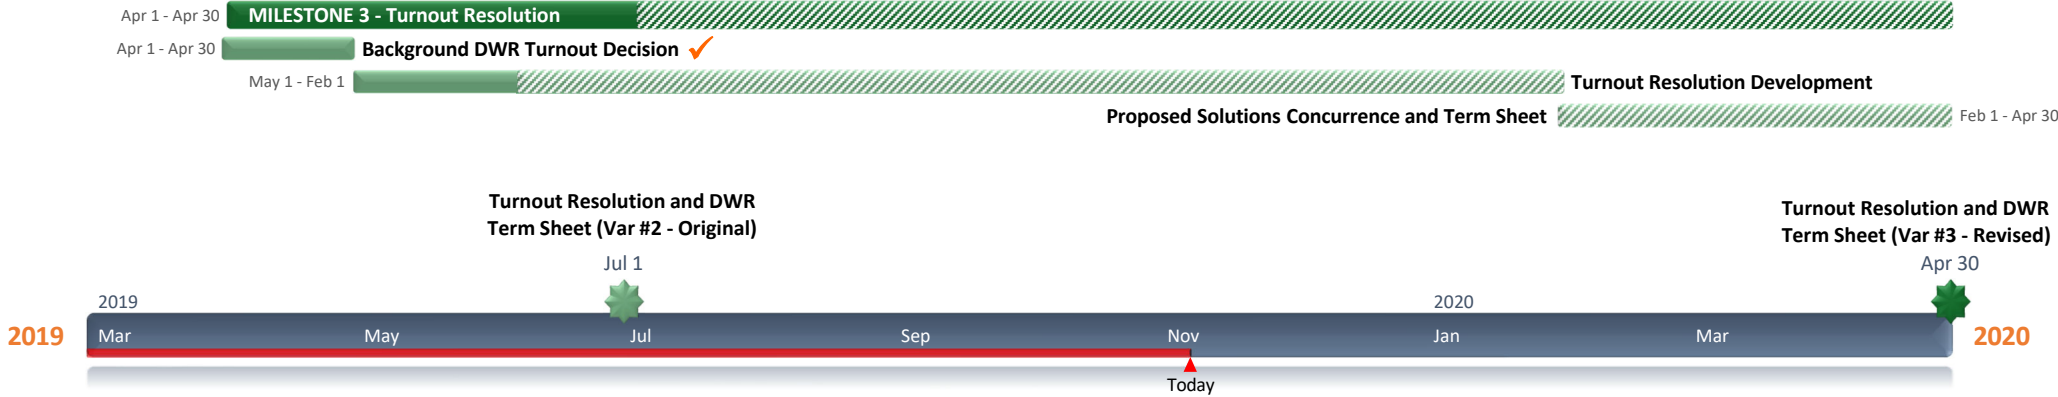 Apr 1 - Apr 30 MILESTONE 3 - Turnout Resolution
Apr 1 - Apr 30 Background DWR Turnout Decision
May 1 - Feb 1 Turnout Resolution Development
Proposed Solutions Concurrence and Term Sheet Feb 1 - Apr 30
Turnout Resolution and DWR
Term Sheet (Var #2 - Original)
Jul 1
Turnout Resolution and DWR
Term Sheet (Var #3 - Revised)
Apr 30
2019 2020
2019 Mar May Jul Sep Nov Jan Mar 2020
Today